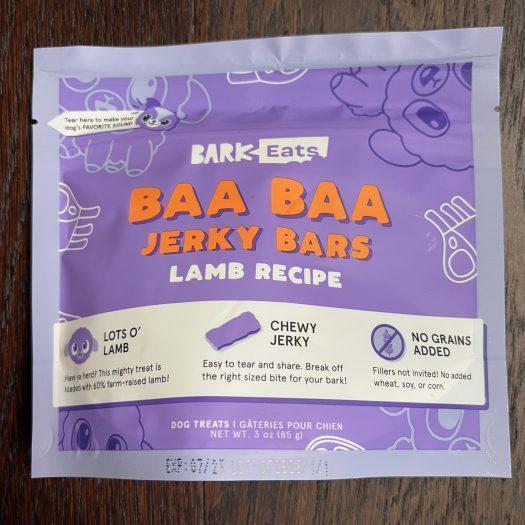 Tear here to make your
dog's FAVORITE SOUND!
BARK Eats
BAA BAA
JERKY BARS
LAMB RECIPE
LOTS O'
LAMB
Have ya herd? This mighty treat is
loaded with 60% farm-raised lamb!
CHEWY
JERKY
Easy to tear and share. Break off
the right sized bite for your bark!
NO GRAINS
ADDED
Fillers not invited! No added
wheat, soy, or corn.
DOG TREATS | GÂTERIES POUR CHIEN
NET WT. 3 oz (85 g)
EXP: LOT